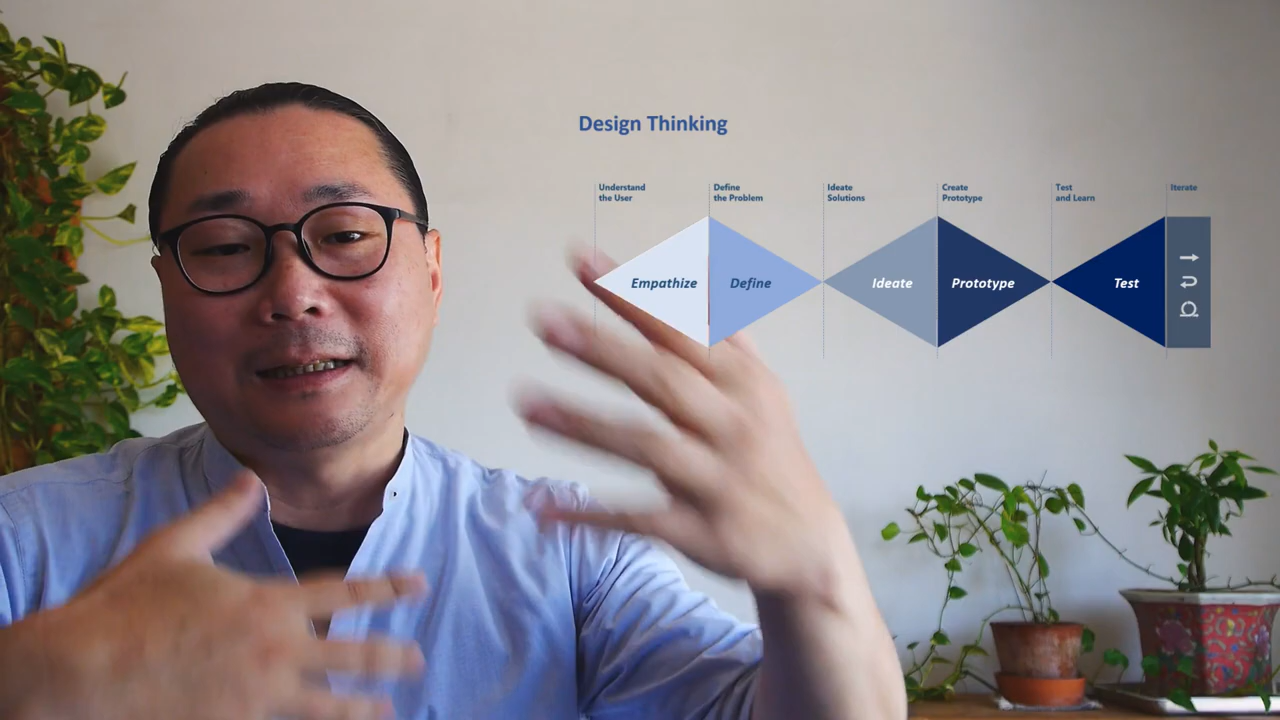 Design Thinking
Understand
the User
Define
the Problem
Ideate
Solutions
Create
Prototype
Test
and Learn
Iterate
Empathize
Define
Ideate
Prototype
Test